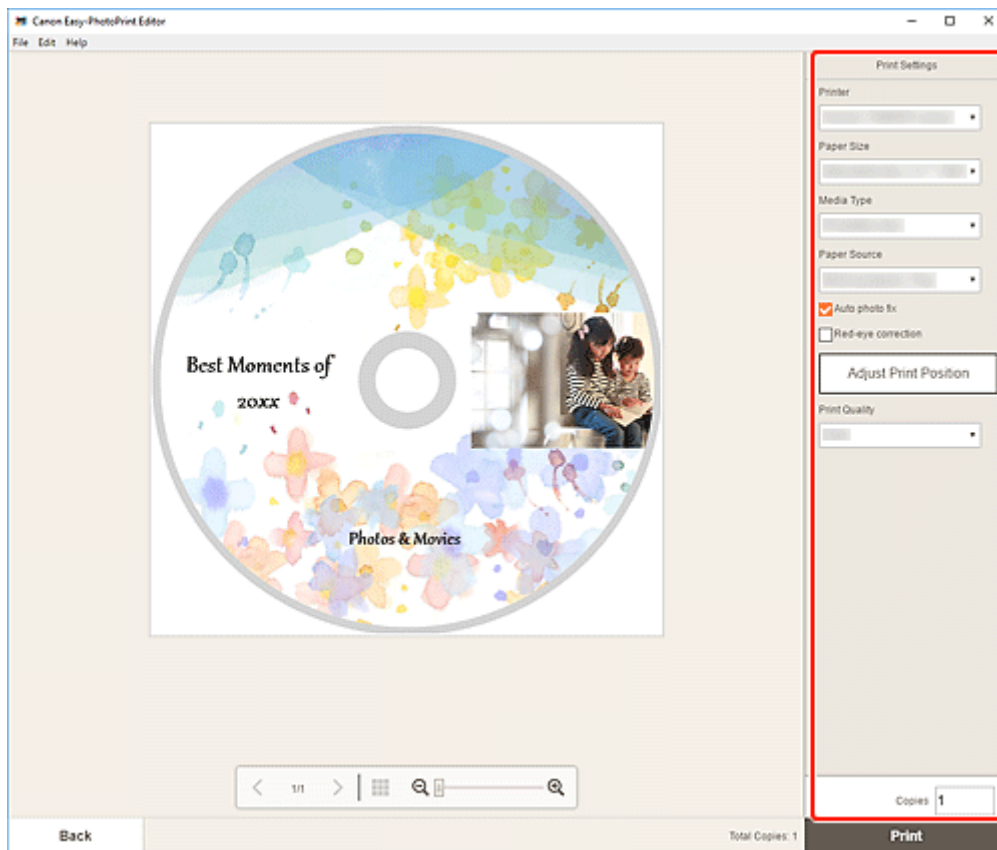 Canon Easy-PhotoPrint Editor
File Edit Help
Print Settings
Printer
Paper Size
Media Type
Paper Source
Auto photo fix
Red-eye correction
Adjust Print Position
Print Quality
Best Moments of
20xx
Photos & Movies
1/1
Copies 1
Back
Total Copies: 1
Print